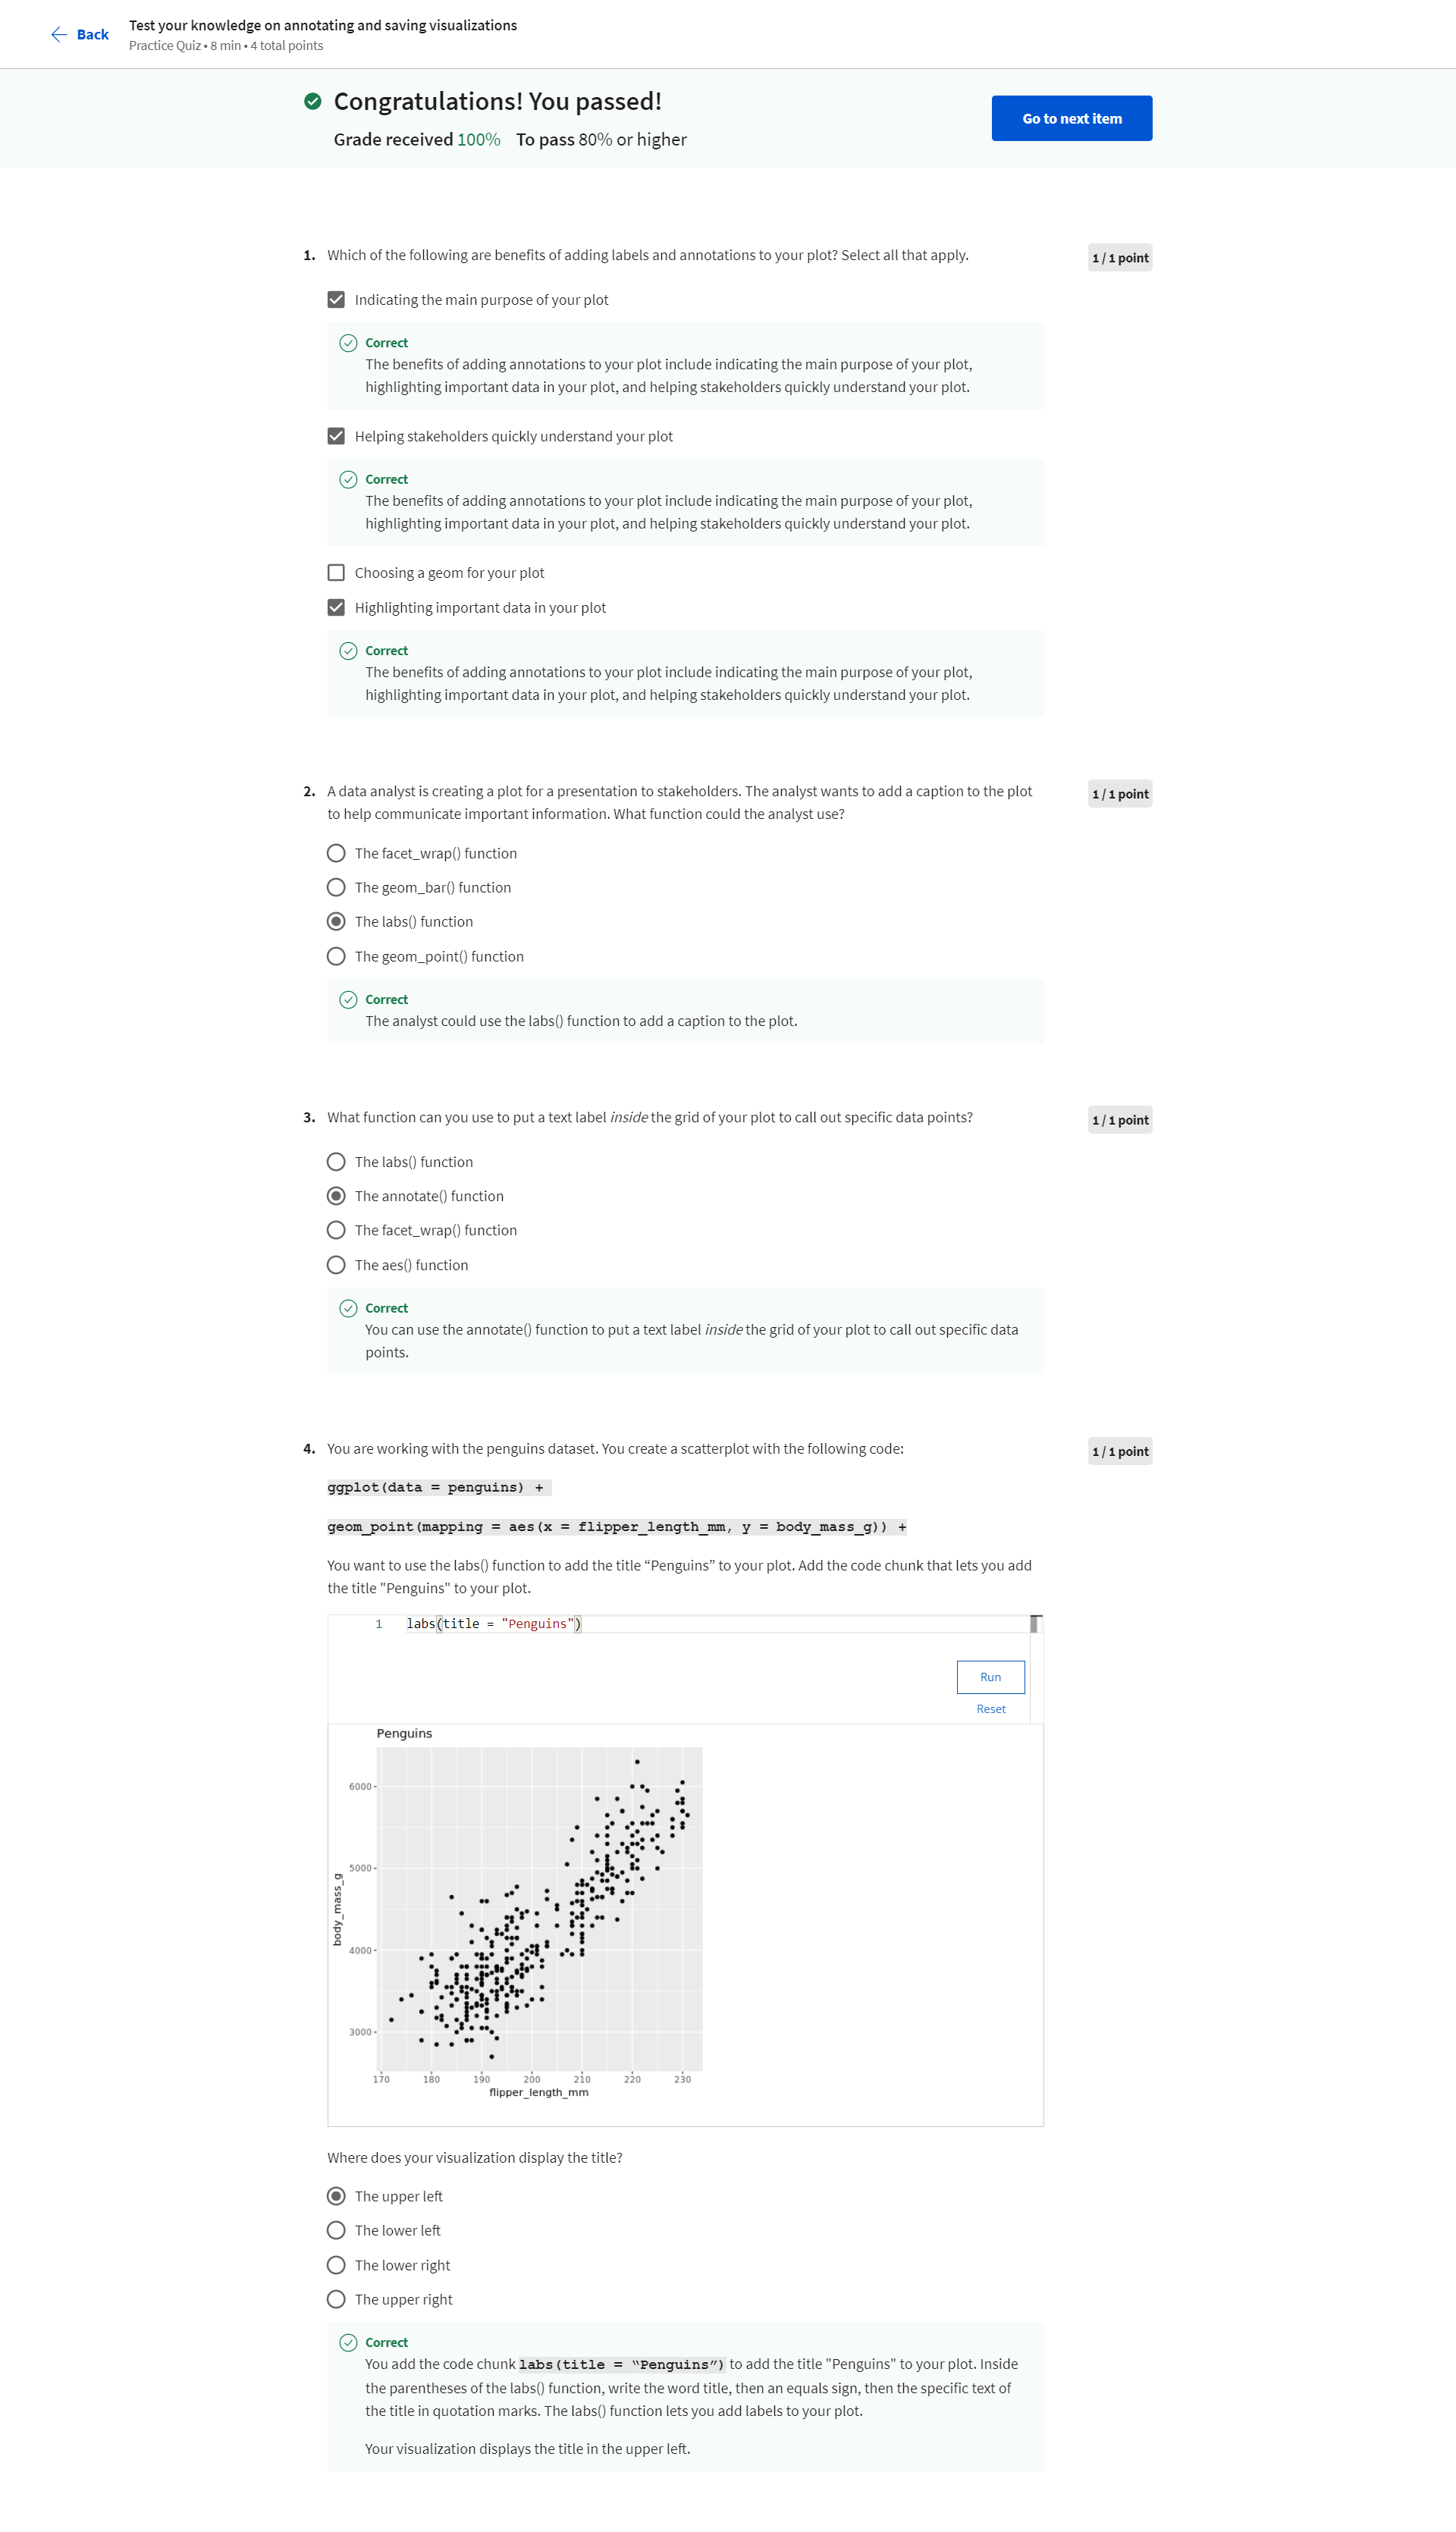 Back
Test your knowledge on annotating and saving visualizations
Practice Quiz • 8 min • 4 total points
Congratulations! You passed!
Grade received 100% To pass 80% or higher
Go to next item
1. Which of the following are benefits of adding labels and annotations to your plot? Select all that apply.
1 / 1 point
Indicating the main purpose of your plot
Correct
The benefits of adding annotations to your plot include indicating the main purpose of your plot,
highlighting important data in your plot, and helping stakeholders quickly understand your plot.
Helping stakeholders quickly understand your plot
Correct
The benefits of adding annotations to your plot include indicating the main purpose of your plot,
highlighting important data in your plot, and helping stakeholders quickly understand your plot.
Choosing a geom for your plot
Highlighting important data in your plot
Correct
The benefits of adding annotations to your plot include indicating the main purpose of your plot,
highlighting important data in your plot, and helping stakeholders quickly understand your plot.
2. A data analyst is creating a plot for a presentation to stakeholders. The analyst wants to add a caption to the plot
to help communicate important information. What function could the analyst use?
1 / 1 point
The facet_wrap() function
The geom_bar() function
The labs() function
The geom_point() function
Correct
The analyst could use the labs() function to add a caption to the plot.
3. What function can you use to put a text label inside the grid of your plot to call out specific data points?
1 / 1 point
The labs() function
The annotate() function
The facet_wrap() function
The aes() function
Correct
You can use the annotate() function to put a text label inside the grid of your plot to call out specific data
points.
4. You are working with the penguins dataset. You create a scatterplot with the following code:
1 / 1 point
ggplot(data = penguins) +
geom_point(mapping = aes(x = flipper_length_mm, y = body_mass_g)) +
You want to use the labs() function to add the title “Penguins” to your plot. Add the code chunk that lets you add
the title "Penguins" to your plot.
1 labs(title = "Penguins")
Run
Reset
Penguins
6000
5000
4000
3000
body_mass_g
170 180 190 200 210 220 230
flipper_length_mm
Where does your visualization display the title?
The upper left
The lower left
The lower right
The upper right
Correct
You add the code chunk labs(title = “Penguins”) to add the title "Penguins" to your plot. Inside
the parentheses of the labs() function, write the word title, then an equals sign, then the specific text of
the title in quotation marks. The labs() function lets you add labels to your plot.
Your visualization displays the title in the upper left.